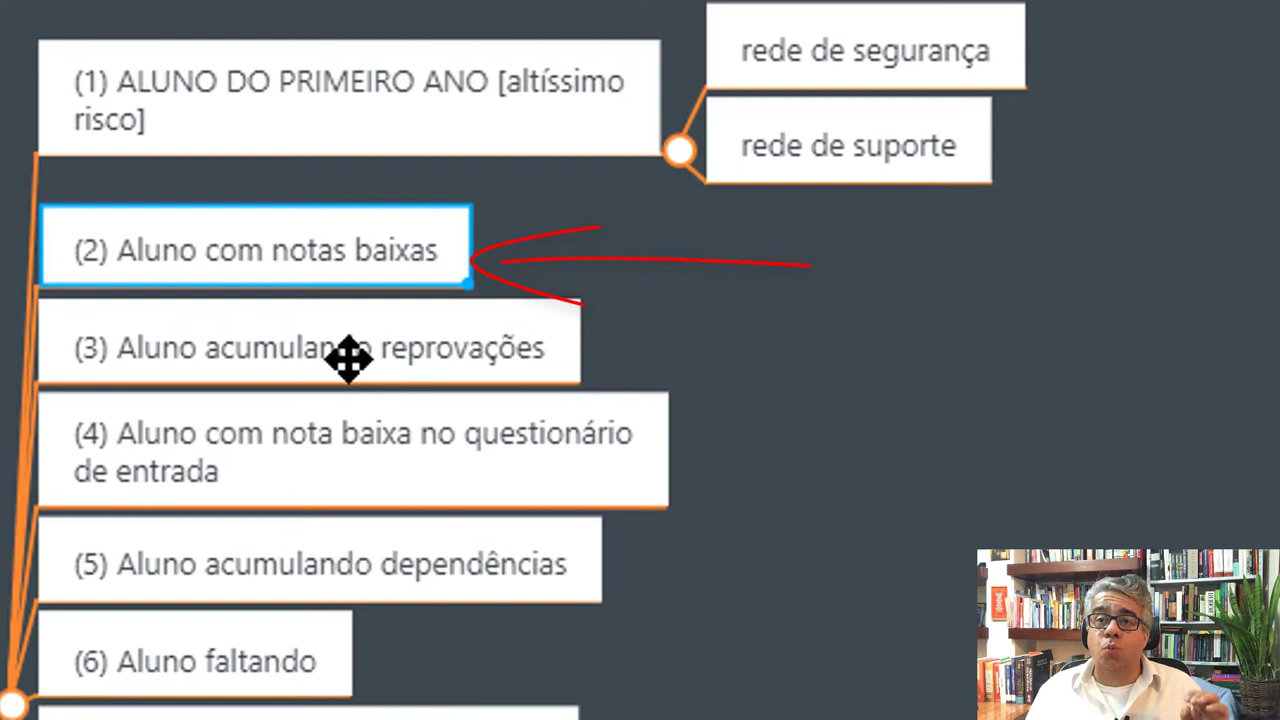 (1) ALUNO DO PRIMEIRO ANO [altíssimo
risco]
rede de segurança
rede de suporte
(2) Aluno com notas baixas
(3) Aluno acumulando reprovações
(4) Aluno com nota baixa no questionário
de entrada
(5) Aluno acumulando dependências
(6) Aluno faltando